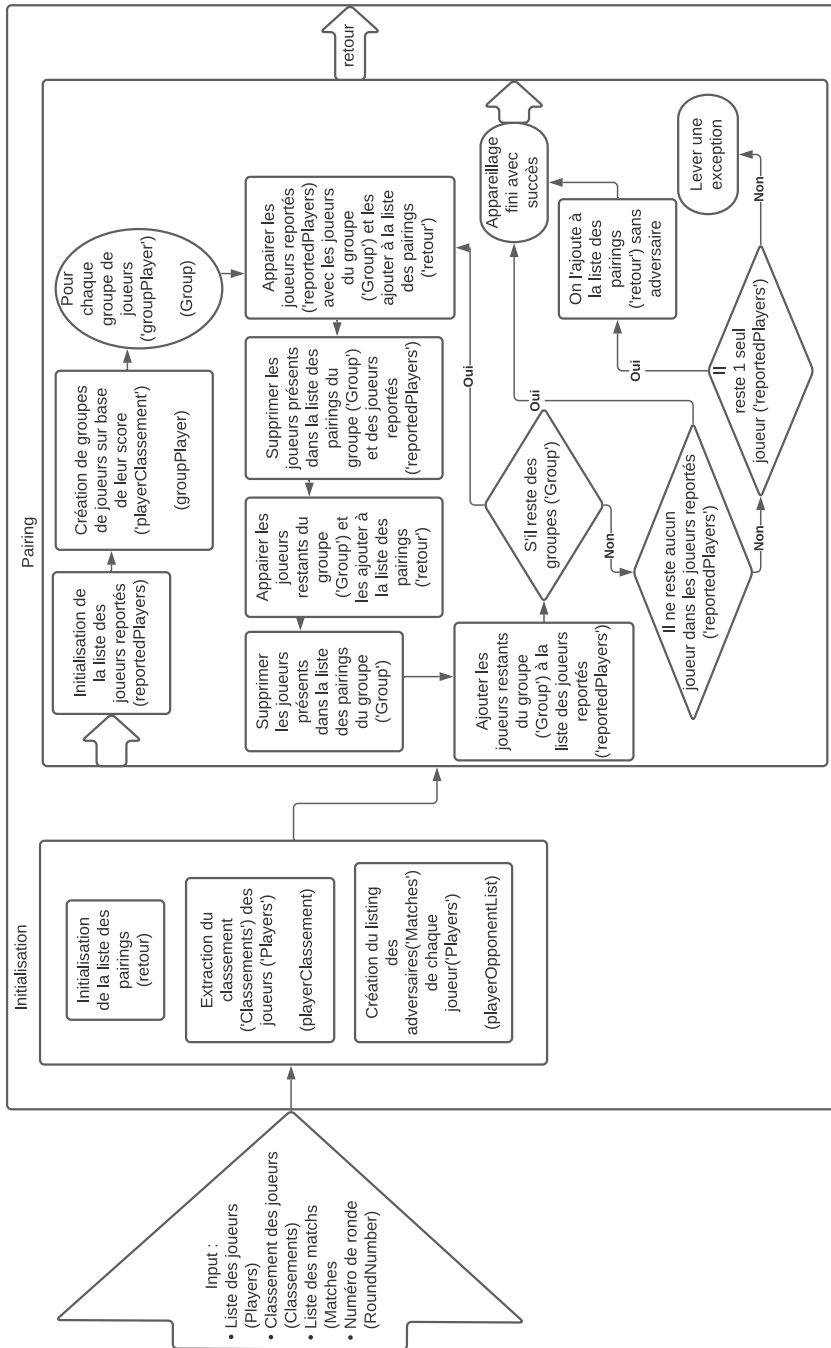 Input :
• Liste des joueurs
(Players)
• Classement des joueurs
(Classements)
• Liste des matchs
(Matches
• Numéro de ronde
(RoundNumber)
Initialisation
Initialisation
de la liste des
pairings
(retour)
Extraction du
classement
('Classements') des
joueurs ('Players')
(playerClassement)
Création du listing
des
adversaires('Matches')
de chaque
joueur('Players')
(playerOpponentList)
Pairing
Initialisation de
la liste des
joueurs reportés
(reportedPlayers)
Création de groupes
de joueurs sur base
de leur score
('playerClassement')
(groupPlayer)
Pour
chaque
groupe de
joueurs
('groupPlayer')
(Group)
Appairer les
joueurs reportés
('reportedPlayers)
avec les joueurs
du groupe
('Group') et les
ajouter à la liste
des pairings
('retour')
Supprimer les
joueurs présents
dans la liste des
pairings du
groupe ('Group')
et des joueurs
reportés
('reportedPlayers')
Appairer les
joueurs
restants du
groupe
('Group') et
les ajouter à
la liste des
pairings
('retour')
Supprimer
les joueurs
présents
dans la liste
des pairings
du groupe
('Group')
Ajouter les
joueurs restants
du groupe
('Group') à la
liste des joueurs
reportés
('reportedPlayers')
S'il reste des
groupes ('Group')
Oui
Non
Il ne reste aucun
joueur dans les joueurs reportés
('reportedPlayers')
Oui
Non
Il
reste 1 seul
joueur ('reportedPlayers')
Oui
Non
On l'ajoute à
la liste des
pairings
('retour') sans
adversaire
Appareillage
fini avec
succès
Lever une
exception
retour